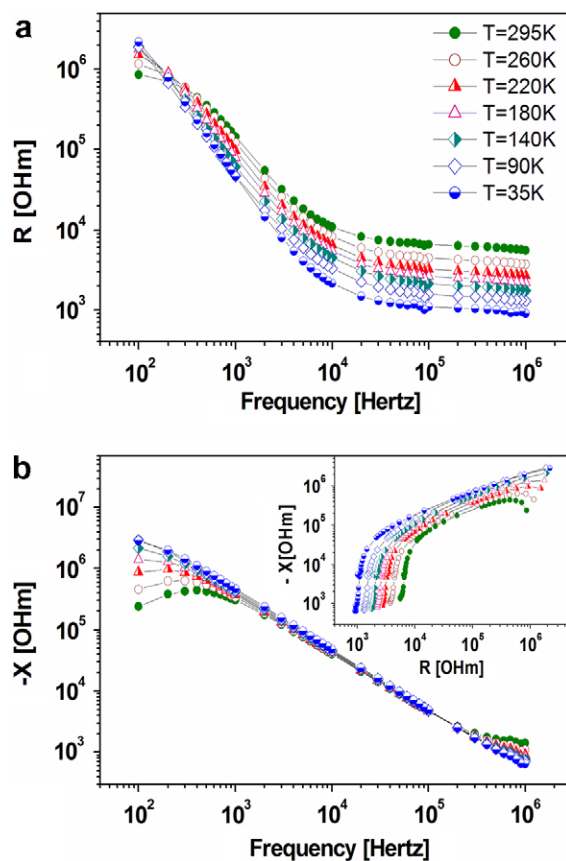 a
10^6
10^5
10^4
10^3
R [OHm]
T=295K
T=260K
T=220K
T=180K
T=140K
T=90K
T=35K
10^2 10^3 10^4 10^5 10^6
Frequency [Hertz]
b
10^7
10^6
10^5
10^4
10^3
-X [OHm]
10^6
10^5
10^4
10^3
- X [OHm]
10^3 10^4 10^5 10^6
R [OHm]
10^2 10^3 10^4 10^5 10^6
Frequency [Hertz]